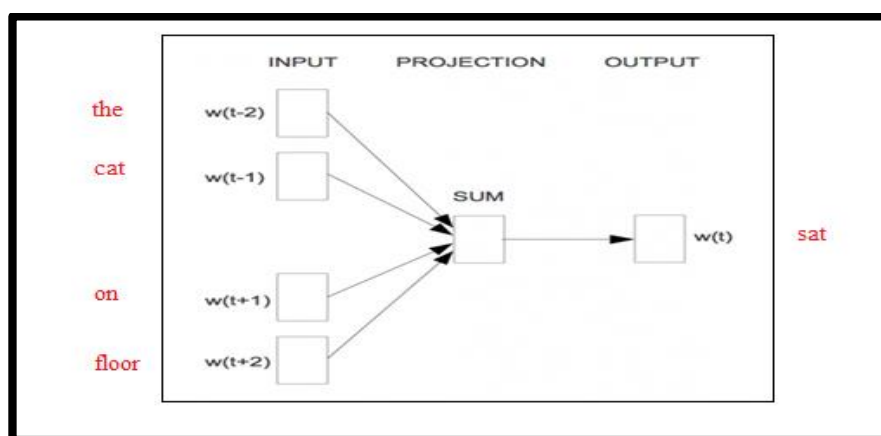 INPUT PROJECTION OUTPUT
the w(t-2)
cat w(t-1)
SUM
w(t) sat
on w(t+1)
floor w(t+2)